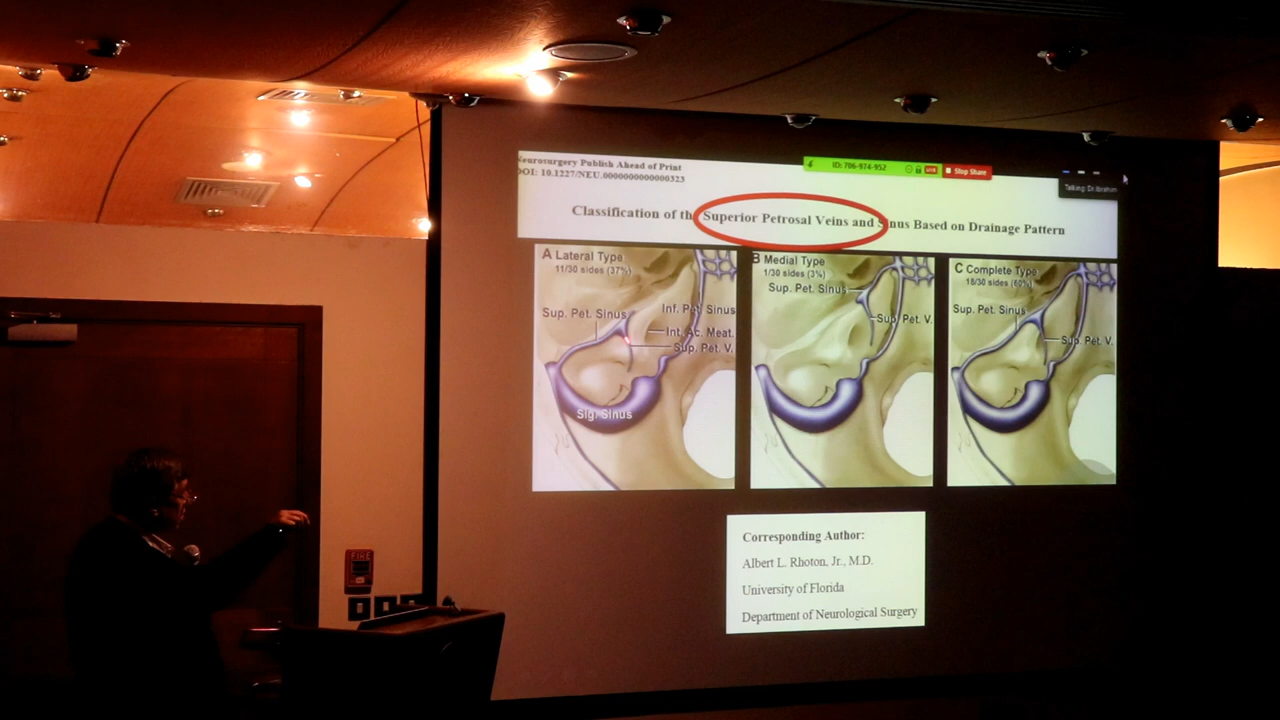 Neurosurgery Publish Ahead of Print
DOI: 10.1227/NEU.0000000000000323
ID: 706-974-952
LIVE
Stop Share
Talking: Dr.Ibrahim
Classification of the Superior Petrosal Veins and Sinus Based on Drainage Pattern
A Lateral Type
11/30 sides (37%)
Sup. Pet. Sinus
Inf. Pet. Sinus
Int. Ac. Meat.
Sup. Pet. V.
Sig. Sinus
B Medial Type
1/30 sides (3%)
Sup. Pet. Sinus
Sup. Pet. V.
C Complete Type
18/30 sides (60%)
Sup. Pet. Sinus
Sup. Pet. V.
Corresponding Author:
Albert L. Rhoton, Jr., M.D.
University of Florida
Department of Neurological Surgery
FIRE